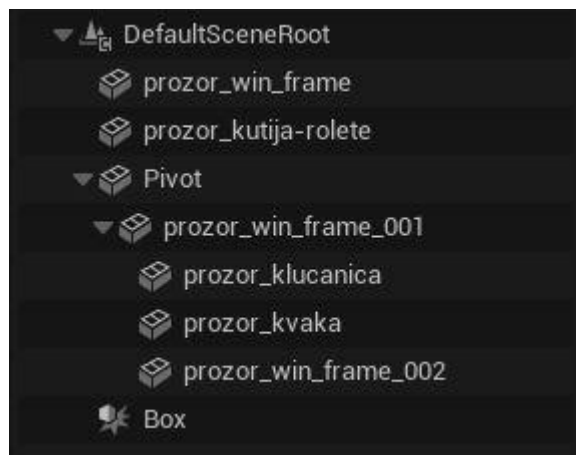 DefaultSceneRoot
prozor_win_frame
prozor_kutija-rolete
Pivot
prozor_win_frame_001
prozor_klucanica
prozor_kvaka
prozor_win_frame_002
Box